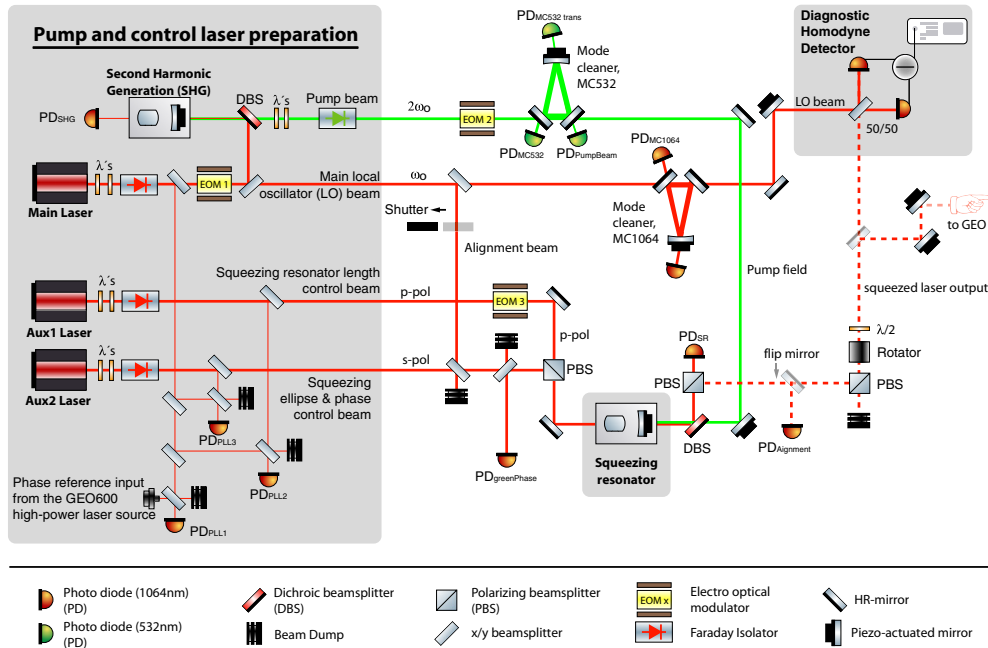 Pump and control laser preparation
Second Harmonic
Generation (SHG)
DBS
λ´s
Pump beam
PDSHG
2ωo
EOM 2
PDMC532 trans
Mode
cleaner,
MC532
PDMC532
PDPumpBeam
Diagnostic
Homodyne
Detector
LO beam
50/50
λ´s
Main Laser
EOM 1
Main local
oscillator (LO) beam
ωo
PDMC1064
Mode
cleaner,
MC1064
Shutter
Alignment beam
to GEO
Pump field
squeezed laser output
λ´s
Aux1 Laser
Squeezing resonator length
control beam
p-pol
EOM 3
p-pol
λ´s
Aux2 Laser
s-pol
Squeezing
ellipse & phase
control beam
PBS
PDSR
PBS
flip mirror
λ/2
Rotator
PBS
PDPLL3
PDPLL2
PDgreenPhase
Squeezing
resonator
DBS
PDAignment
Phase reference input
from the GEO600
high-power laser source
PDPLL1
Photo diode (1064nm)
(PD)
Photo diode (532nm)
(PD)
Dichroic beamsplitter
(DBS)
Beam Dump
Polarizing beamsplitter
(PBS)
x/y beamsplitter
EOM x
Electro optical
modulator
Faraday Isolator
HR-mirror
Piezo-actuated mirror